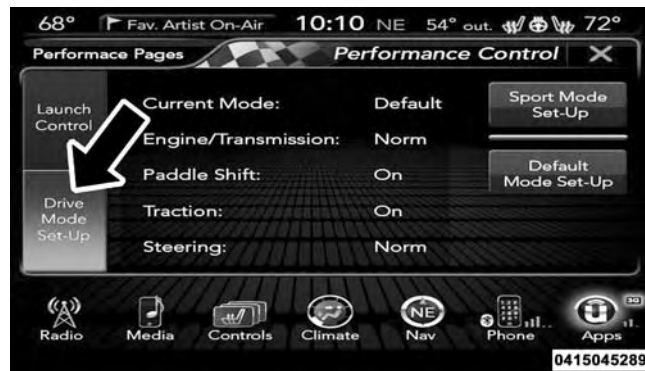 68° Fav. Artist On-Air 10:10 NE 54° out. 72°
Performace Pages Performance Control X
Launch Control
Drive Mode Set-Up
Current Mode: Default
Engine/Transmission: Norm
Paddle Shift: On
Traction: On
Steering: Norm
Sport Mode
Set-Up
Default
Mode Set-Up
Radio Media Controls Climate NE Nav Phone 3G Apps
0415045289